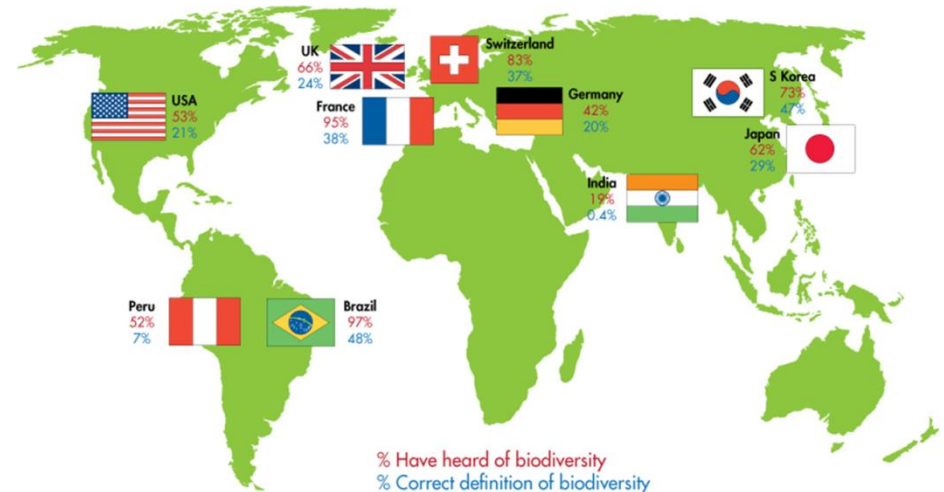 UK
66%
24%
Switzerland
83%
37%
USA
53%
21%
France
95%
38%
Germany
42%
20%
S Korea
73%
47%
Japan
62%
29%
India
19%
0.4%
Peru
52%
7%
Brazil
97%
48%
% Have heard of biodiversity
% Correct definition of biodiversity